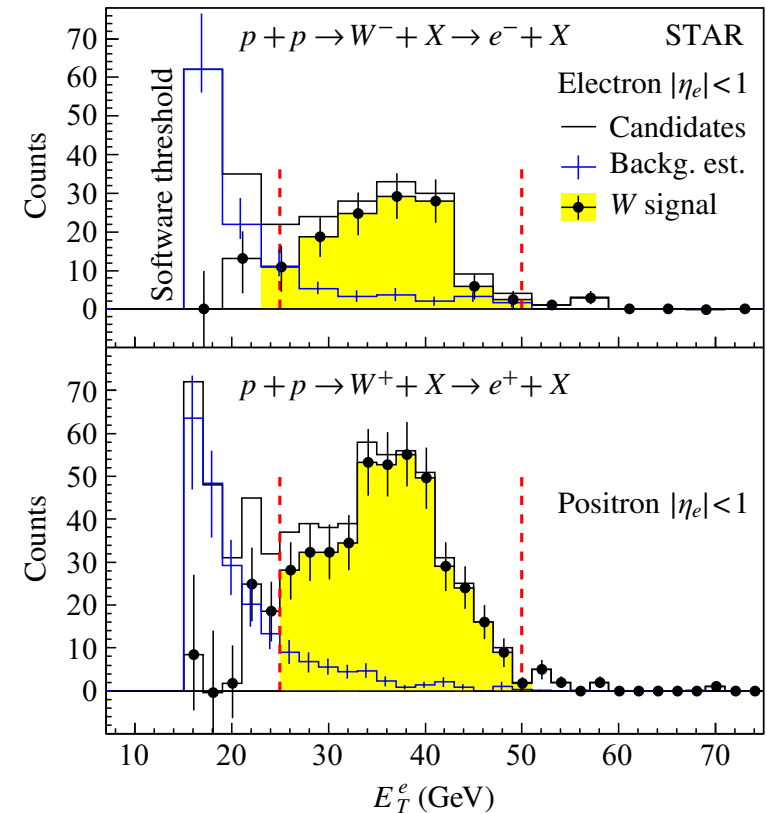 p + p → W⁻ + X → e⁻ + X
STAR
Electron |ηₑ| < 1
Candidates
Backg. est.
W signal
Software threshold
Counts
70
60
50
40
30
20
10
0
p + p → W⁺ + X → e⁺ + X
Positron |ηₑ| < 1
Counts
70
60
50
40
30
20
10
0
10 20 30 40 50 60 70
E_T^e (GeV)